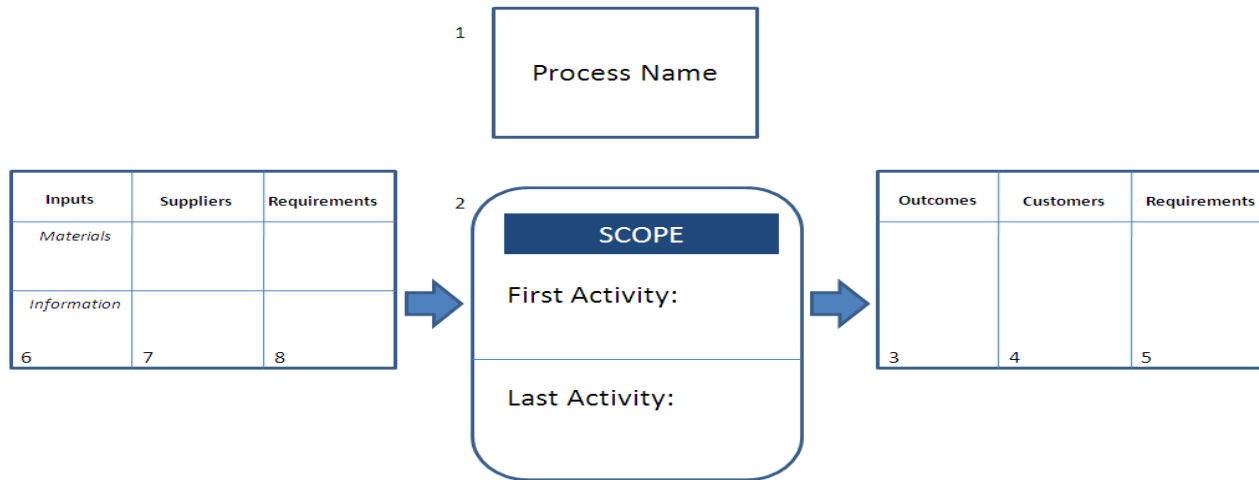 1
Process Name
Inputs Suppliers Requirements
Materials
Information
6 7 8
2
SCOPE
First Activity:
Last Activity:
Outcomes Customers Requirements
3 4 5